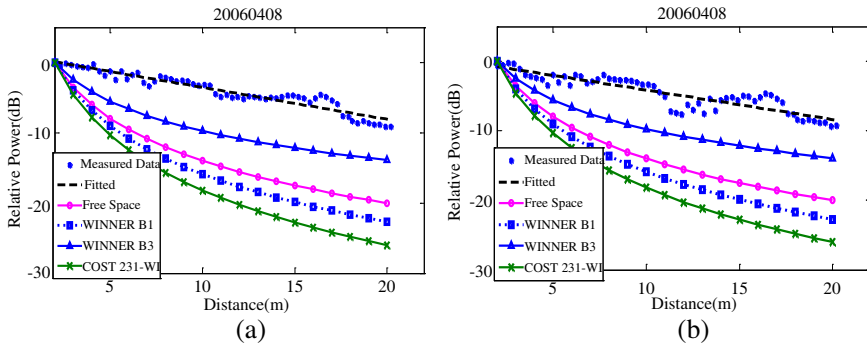 20060408
0
-10
-20
-30
Relative Power(dB)
Measured Data
Fitted
Free Space
WINNER B1
WINNER B3
COST 231-WI
5 10 15 20
Distance(m)
(a)
20060408
0
-10
-20
-30
Relative Power(dB)
Measured Data
Fitted
Free Space
WINNER B1
WINNER B3
COST 231-WI
5 10 15 20
Distance(m)
(b)